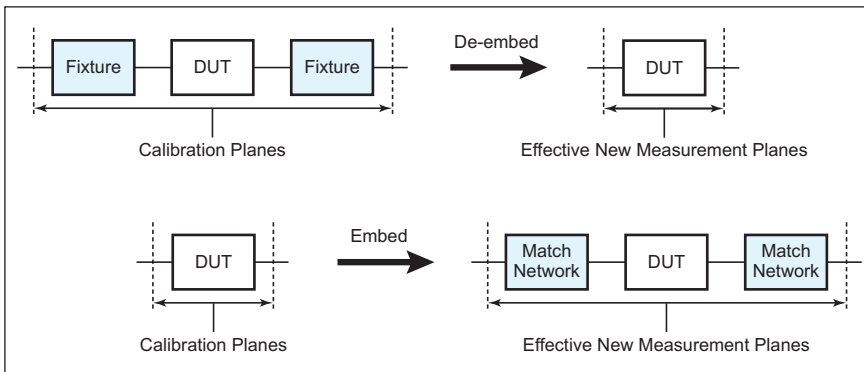 De-embed
Fixture
DUT
Fixture
DUT
Calibration Planes
Effective New Measurement Planes
Embed
DUT
Match
Network
DUT
Match
Network
Calibration Planes
Effective New Measurement Planes